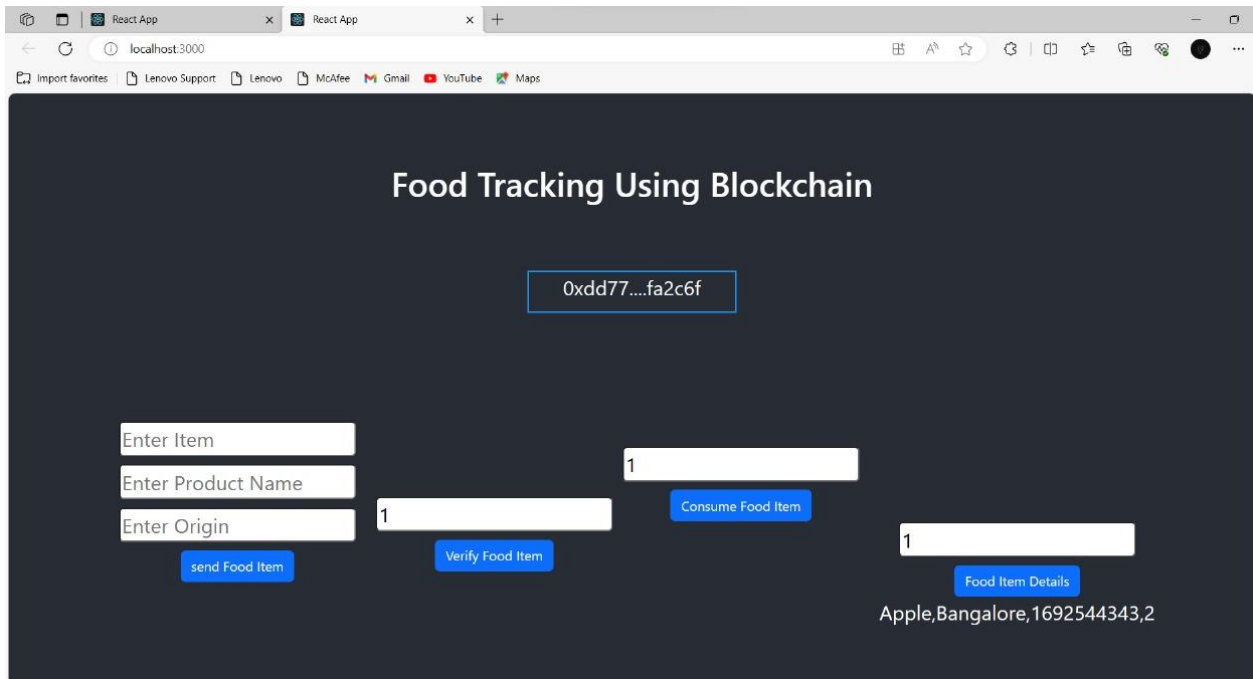 React App
React App
localhost:3000
Import favorites
Lenovo Support
Lenovo
McAfee
Gmail
YouTube
Maps
Food Tracking Using Blockchain
0xdd77....fa2c6f
Enter Item
Enter Product Name
Enter Origin
send Food Item
1
Verify Food Item
1
Consume Food Item
1
Food Item Details
Apple,Bangalore,1692544343,2